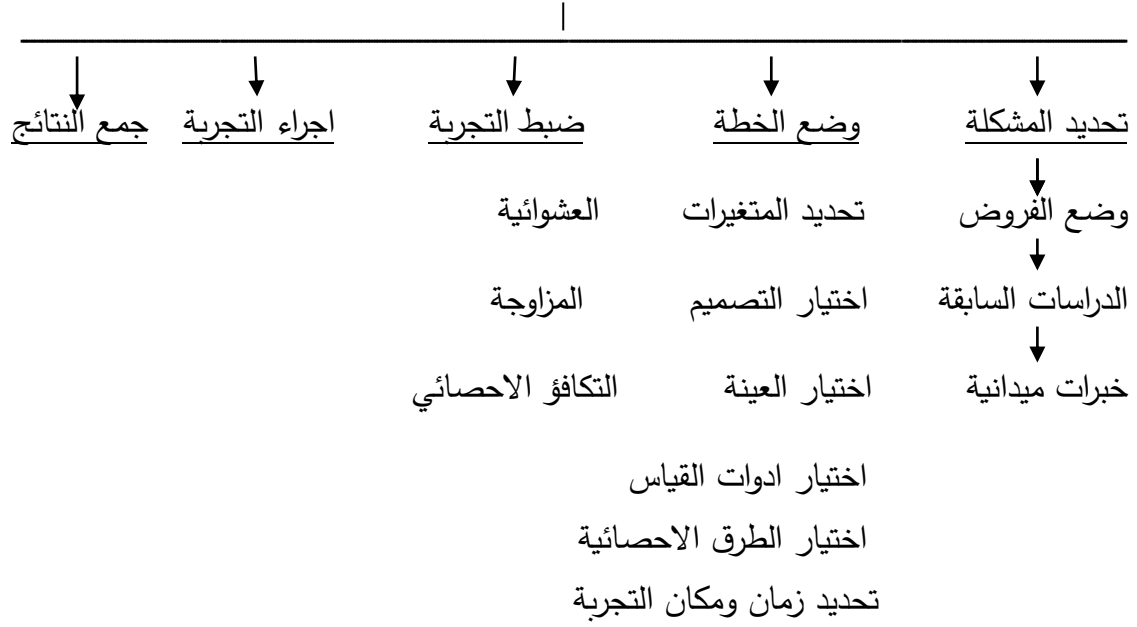 تحديد المشكلة وضع الخطة ضبط التجربة اجراء التجربة جمع النتائج
وضع الفروض تحديد المتغيرات العشوائية
الدراسات السابقة اختيار التصميم المزاوجة
خبرات ميدانية اختيار العينة التكافؤ الاحصائي
اختيار ادوات القياس
اختيار الطرق الاحصائية
تحديد زمان ومكان التجربة